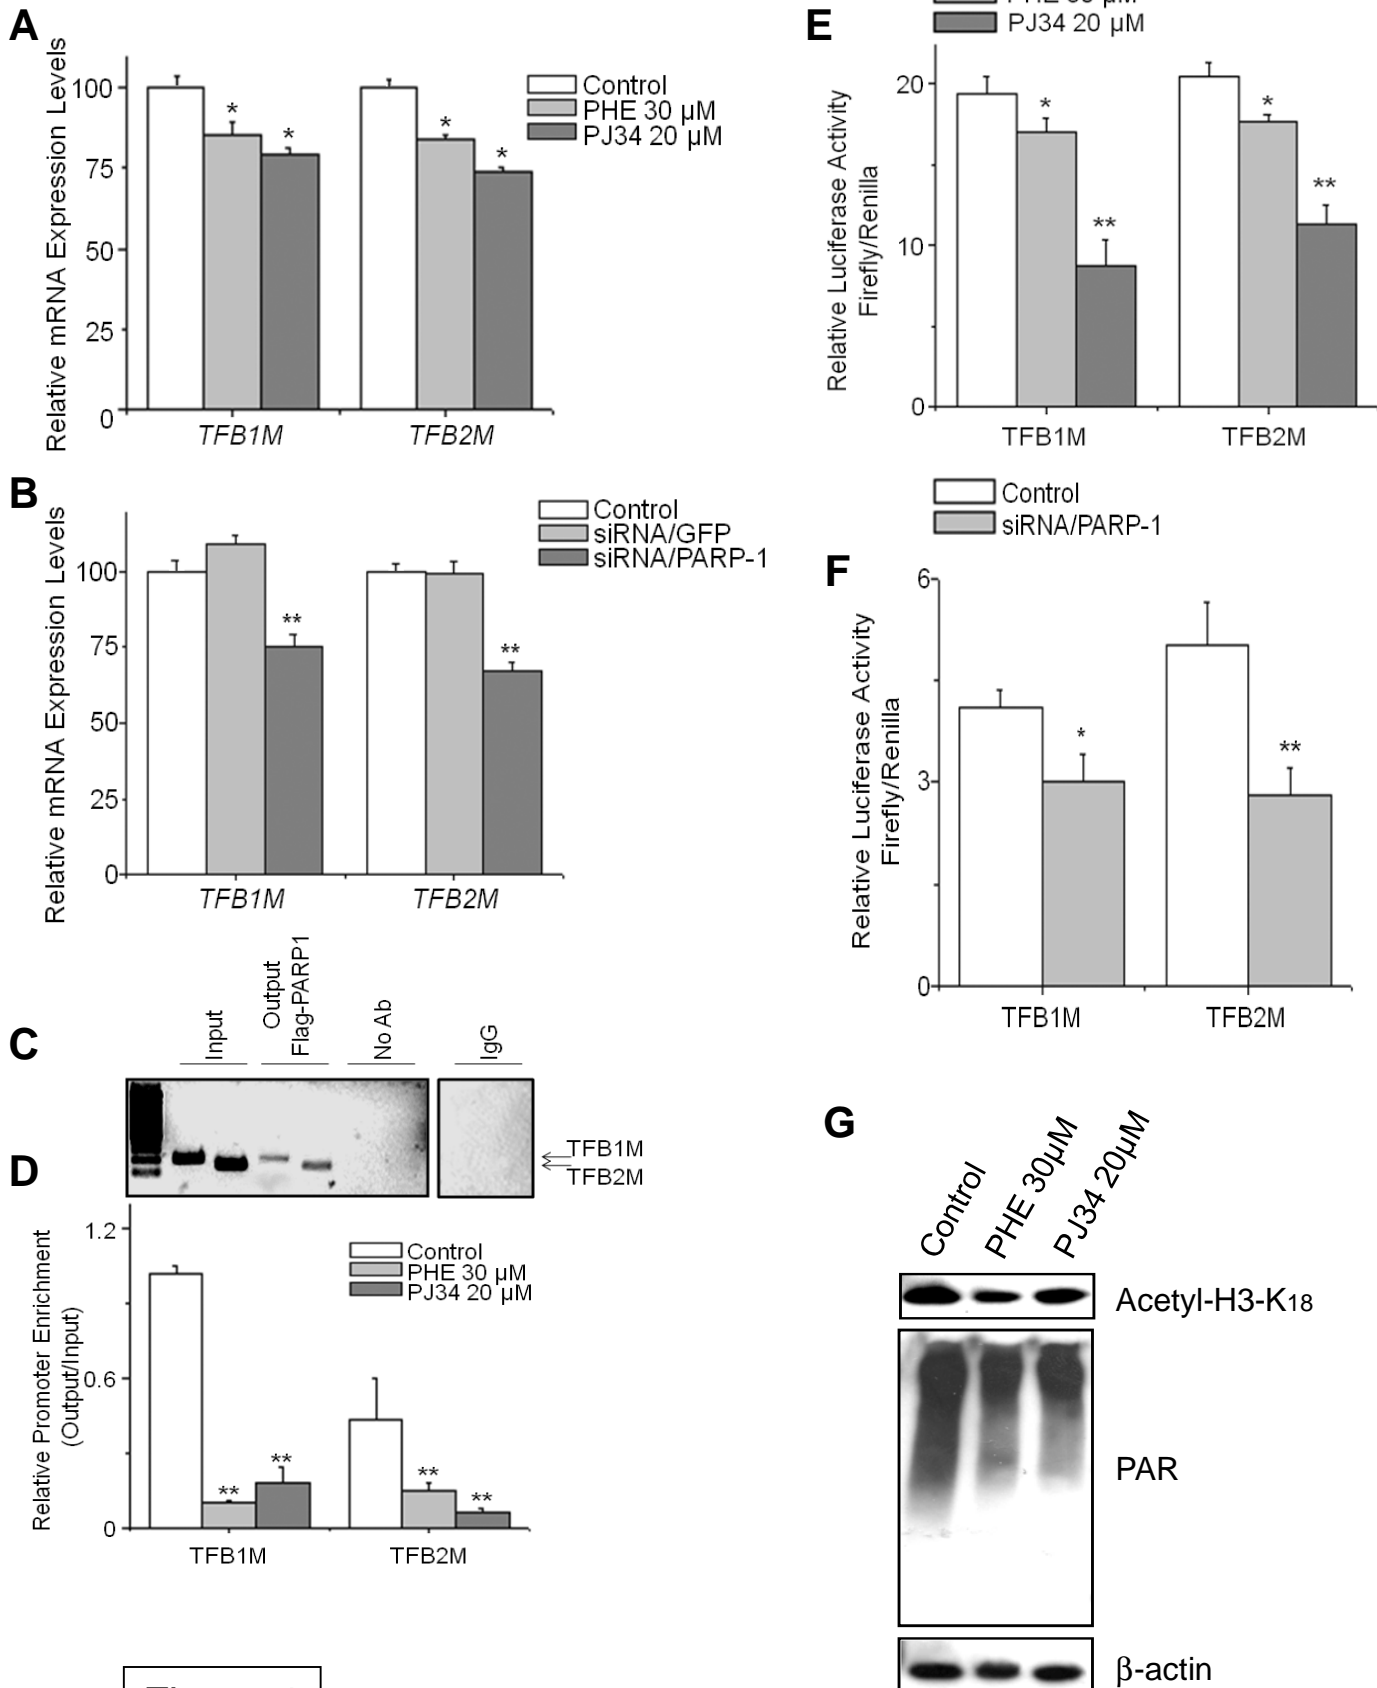 A
Relative mRNA Expression Levels
100
75
50
25
0
*
*
*
*
Control
PHE 30 µM
PJ34 20 µM
TFB1M
TFB2M
B
Relative mRNA Expression Levels
100
75
50
25
0
**
**
Control
siRNA/GFP
siRNA/PARP-1
TFB1M
TFB2M
C
Input
Output
Flag-PARP1
No Ab
IgG
TFB1M
TFB2M
D
Relative Promoter Enrichment
(Output/Input)
1.2
0.6
0
**
**
**
**
Control
PHE 30 µM
PJ34 20 µM
TFB1M
TFB2M
E
PJ34 20 µM
Relative Luciferase Activity
Firefly/Renilla
20
10
0
*
**
*
**
TFB1M
TFB2M
Control
siRNA/PARP-1
F
Relative Luciferase Activity
Firefly/Renilla
6
3
0
*
**
TFB1M
TFB2M
G
Control
PHE 30µM
PJ34 20µM
Acetyl-H3-K18
PAR
β-actin